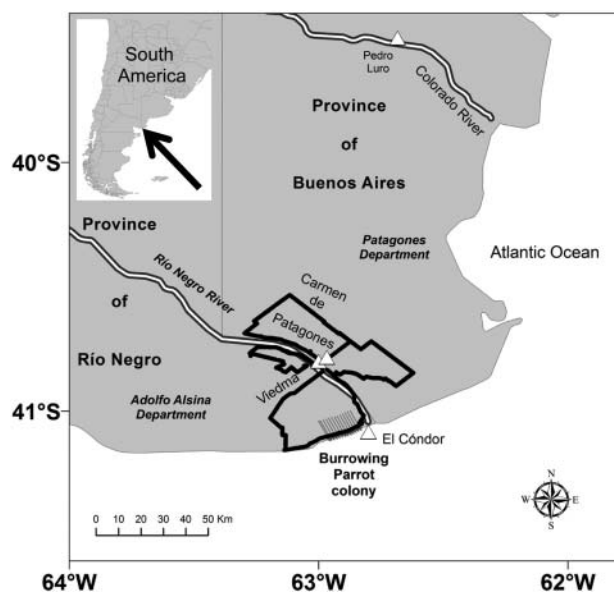 South
America
Pedro
Luro
Colorado River
Province
of
Buenos Aires
40°S
Province
of
Río Negro
Río Negro River
Patagones
Department
Atlantic Ocean
Carmen
de
Patagones
Viedma
Adolfo Alsina
Department
41°S
El Cóndor
Burrowing
Parrot
colony
0 10 20 30 40 50 Km
N
W E
S
64°W 63°W 62°W